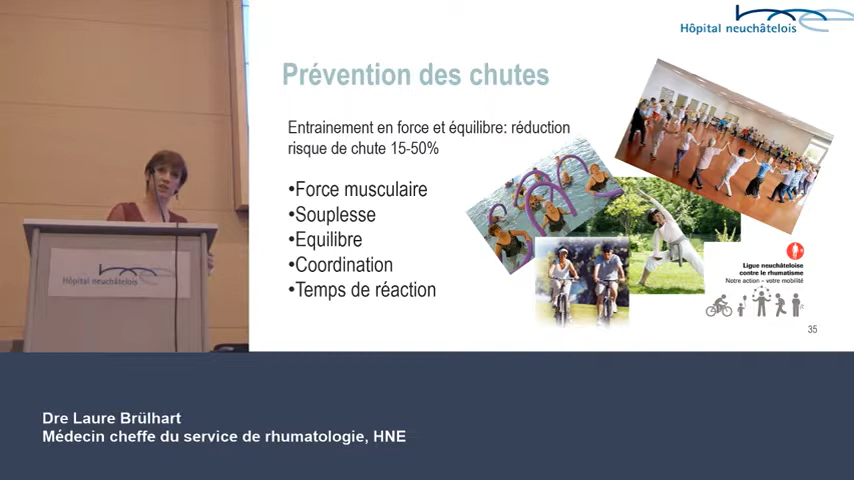 Hôpital neuchâtelois
Prévention des chutes
Entrainement en force et équilibre: réduction
risque de chute 15-50%
•Force musculaire
•Souplesse
•Equilibre
•Coordination
•Temps de réaction
Ligue neuchâteloise
contre le rhumatisme
Notre action – votre mobilité
35
Hôpital neuchâtelois
Dre Laure Brülhart
Médecin cheffe du service de rhumatologie, HNE